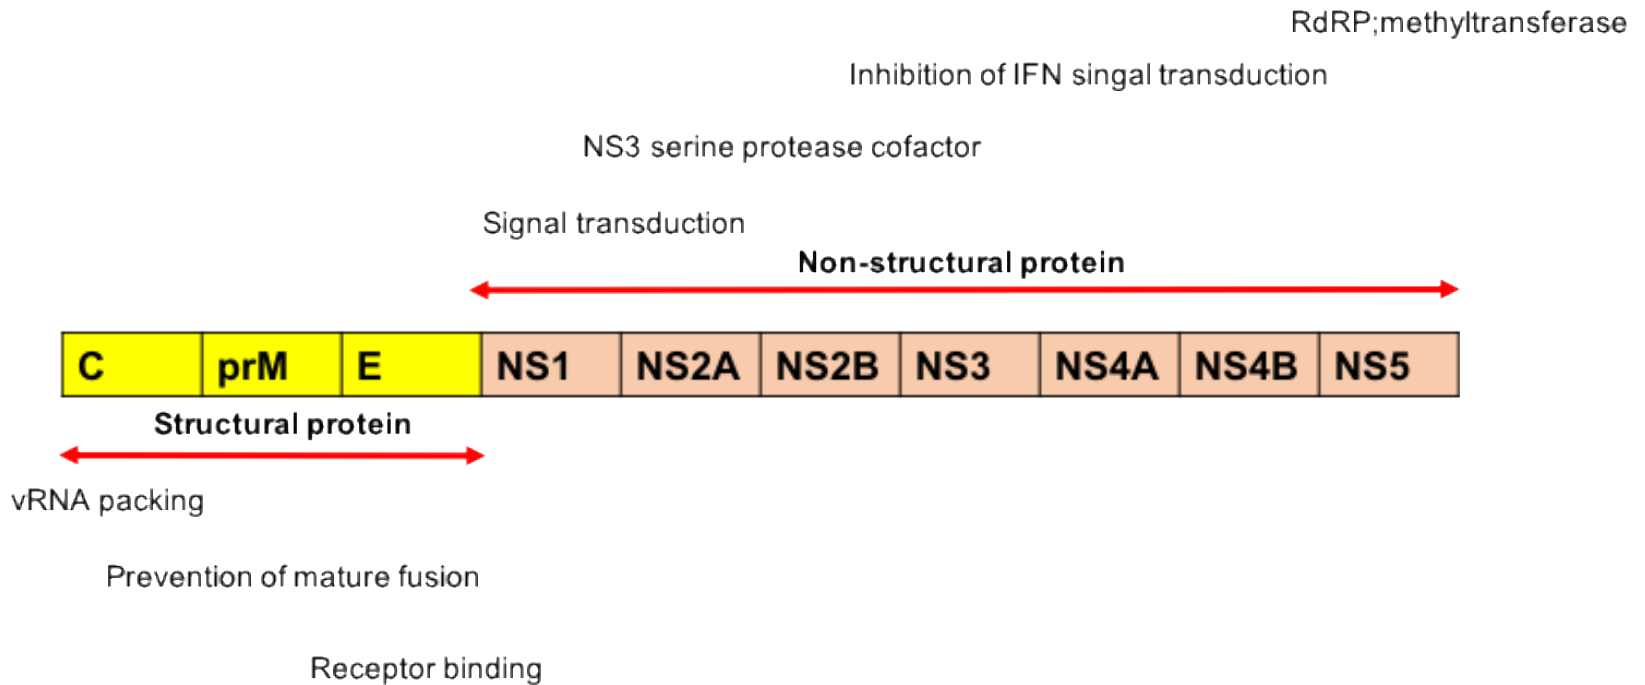 RdRP;methyltransferase
Inhibition of IFN singal transduction
NS3 serine protease cofactor
Signal transduction
Non-structural protein
C prM E NS1 NS2A NS2B NS3 NS4A NS4B NS5
Structural protein
vRNA packing
Prevention of mature fusion
Receptor binding